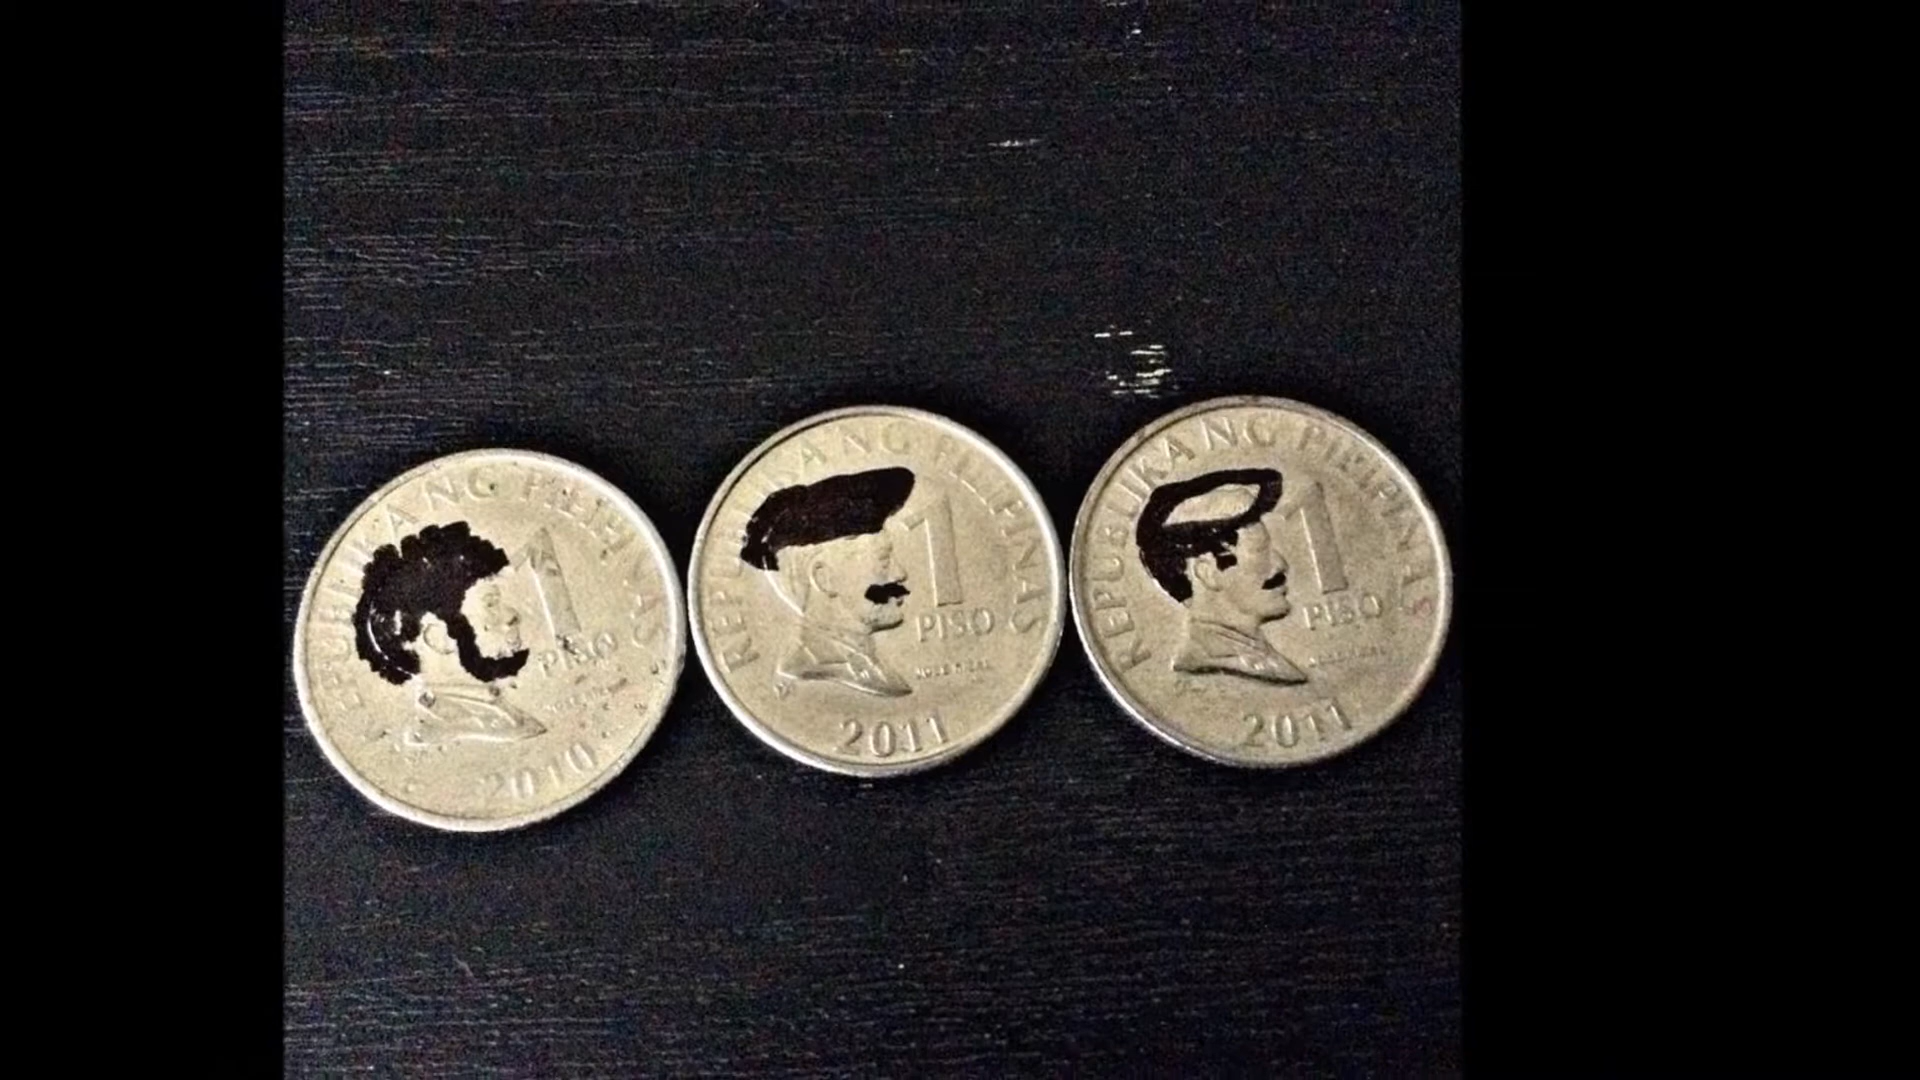 REPUBLIKA NG PILIPINAS
1
PISO
2010
REPUBLIKA NG PILIPINAS
1
PISO
2011
REPUBLIKA NG PILIPINAS
1
PISO
2011